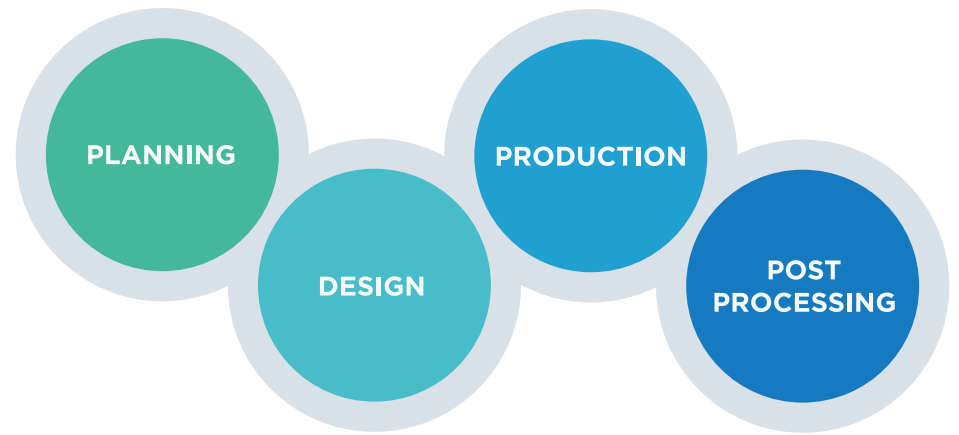 PLANNING
DESIGN
PRODUCTION
POST
PROCESSING